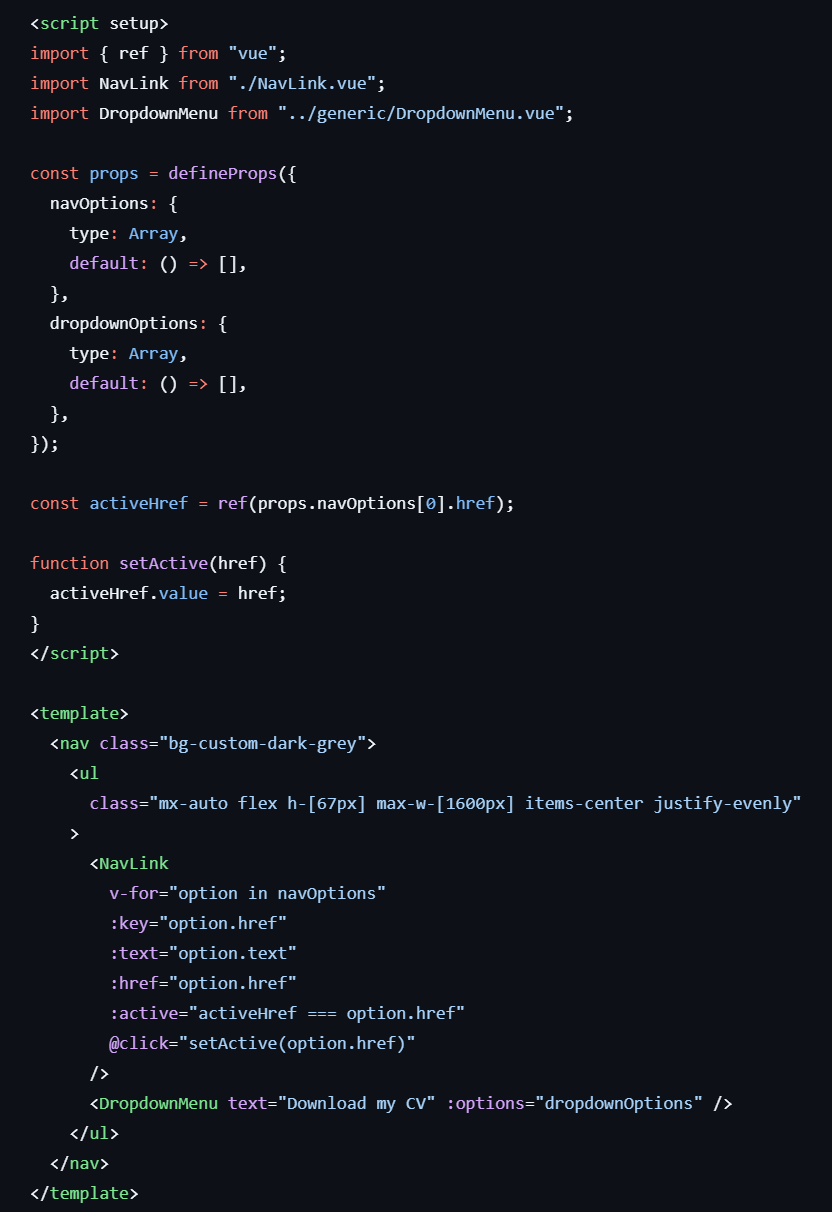 <script setup>
import { ref } from "vue";
import NavLink from "./NavLink.vue";
import DropdownMenu from "../generic/DropdownMenu.vue";

const props = defineProps({
  navOptions: {
    type: Array,
    default: () => [],
  },
  dropdownOptions: {
    type: Array,
    default: () => [],
  },
});

const activeHref = ref(props.navOptions[0].href);

function setActive(href) {
  activeHref.value = href;
}
</script>

<template>
  <nav class="bg-custom-dark-grey">
    <ul
      class="mx-auto flex h-[67px] max-w-[1600px] items-center justify-evenly"
    >
      <NavLink
        v-for="option in navOptions"
        :key="option.href"
        :text="option.text"
        :href="option.href"
        :active="activeHref === option.href"
        @click="setActive(option.href)"
      />
      <DropdownMenu text="Download my CV" :options="dropdownOptions" />
    </ul>
  </nav>
</template>